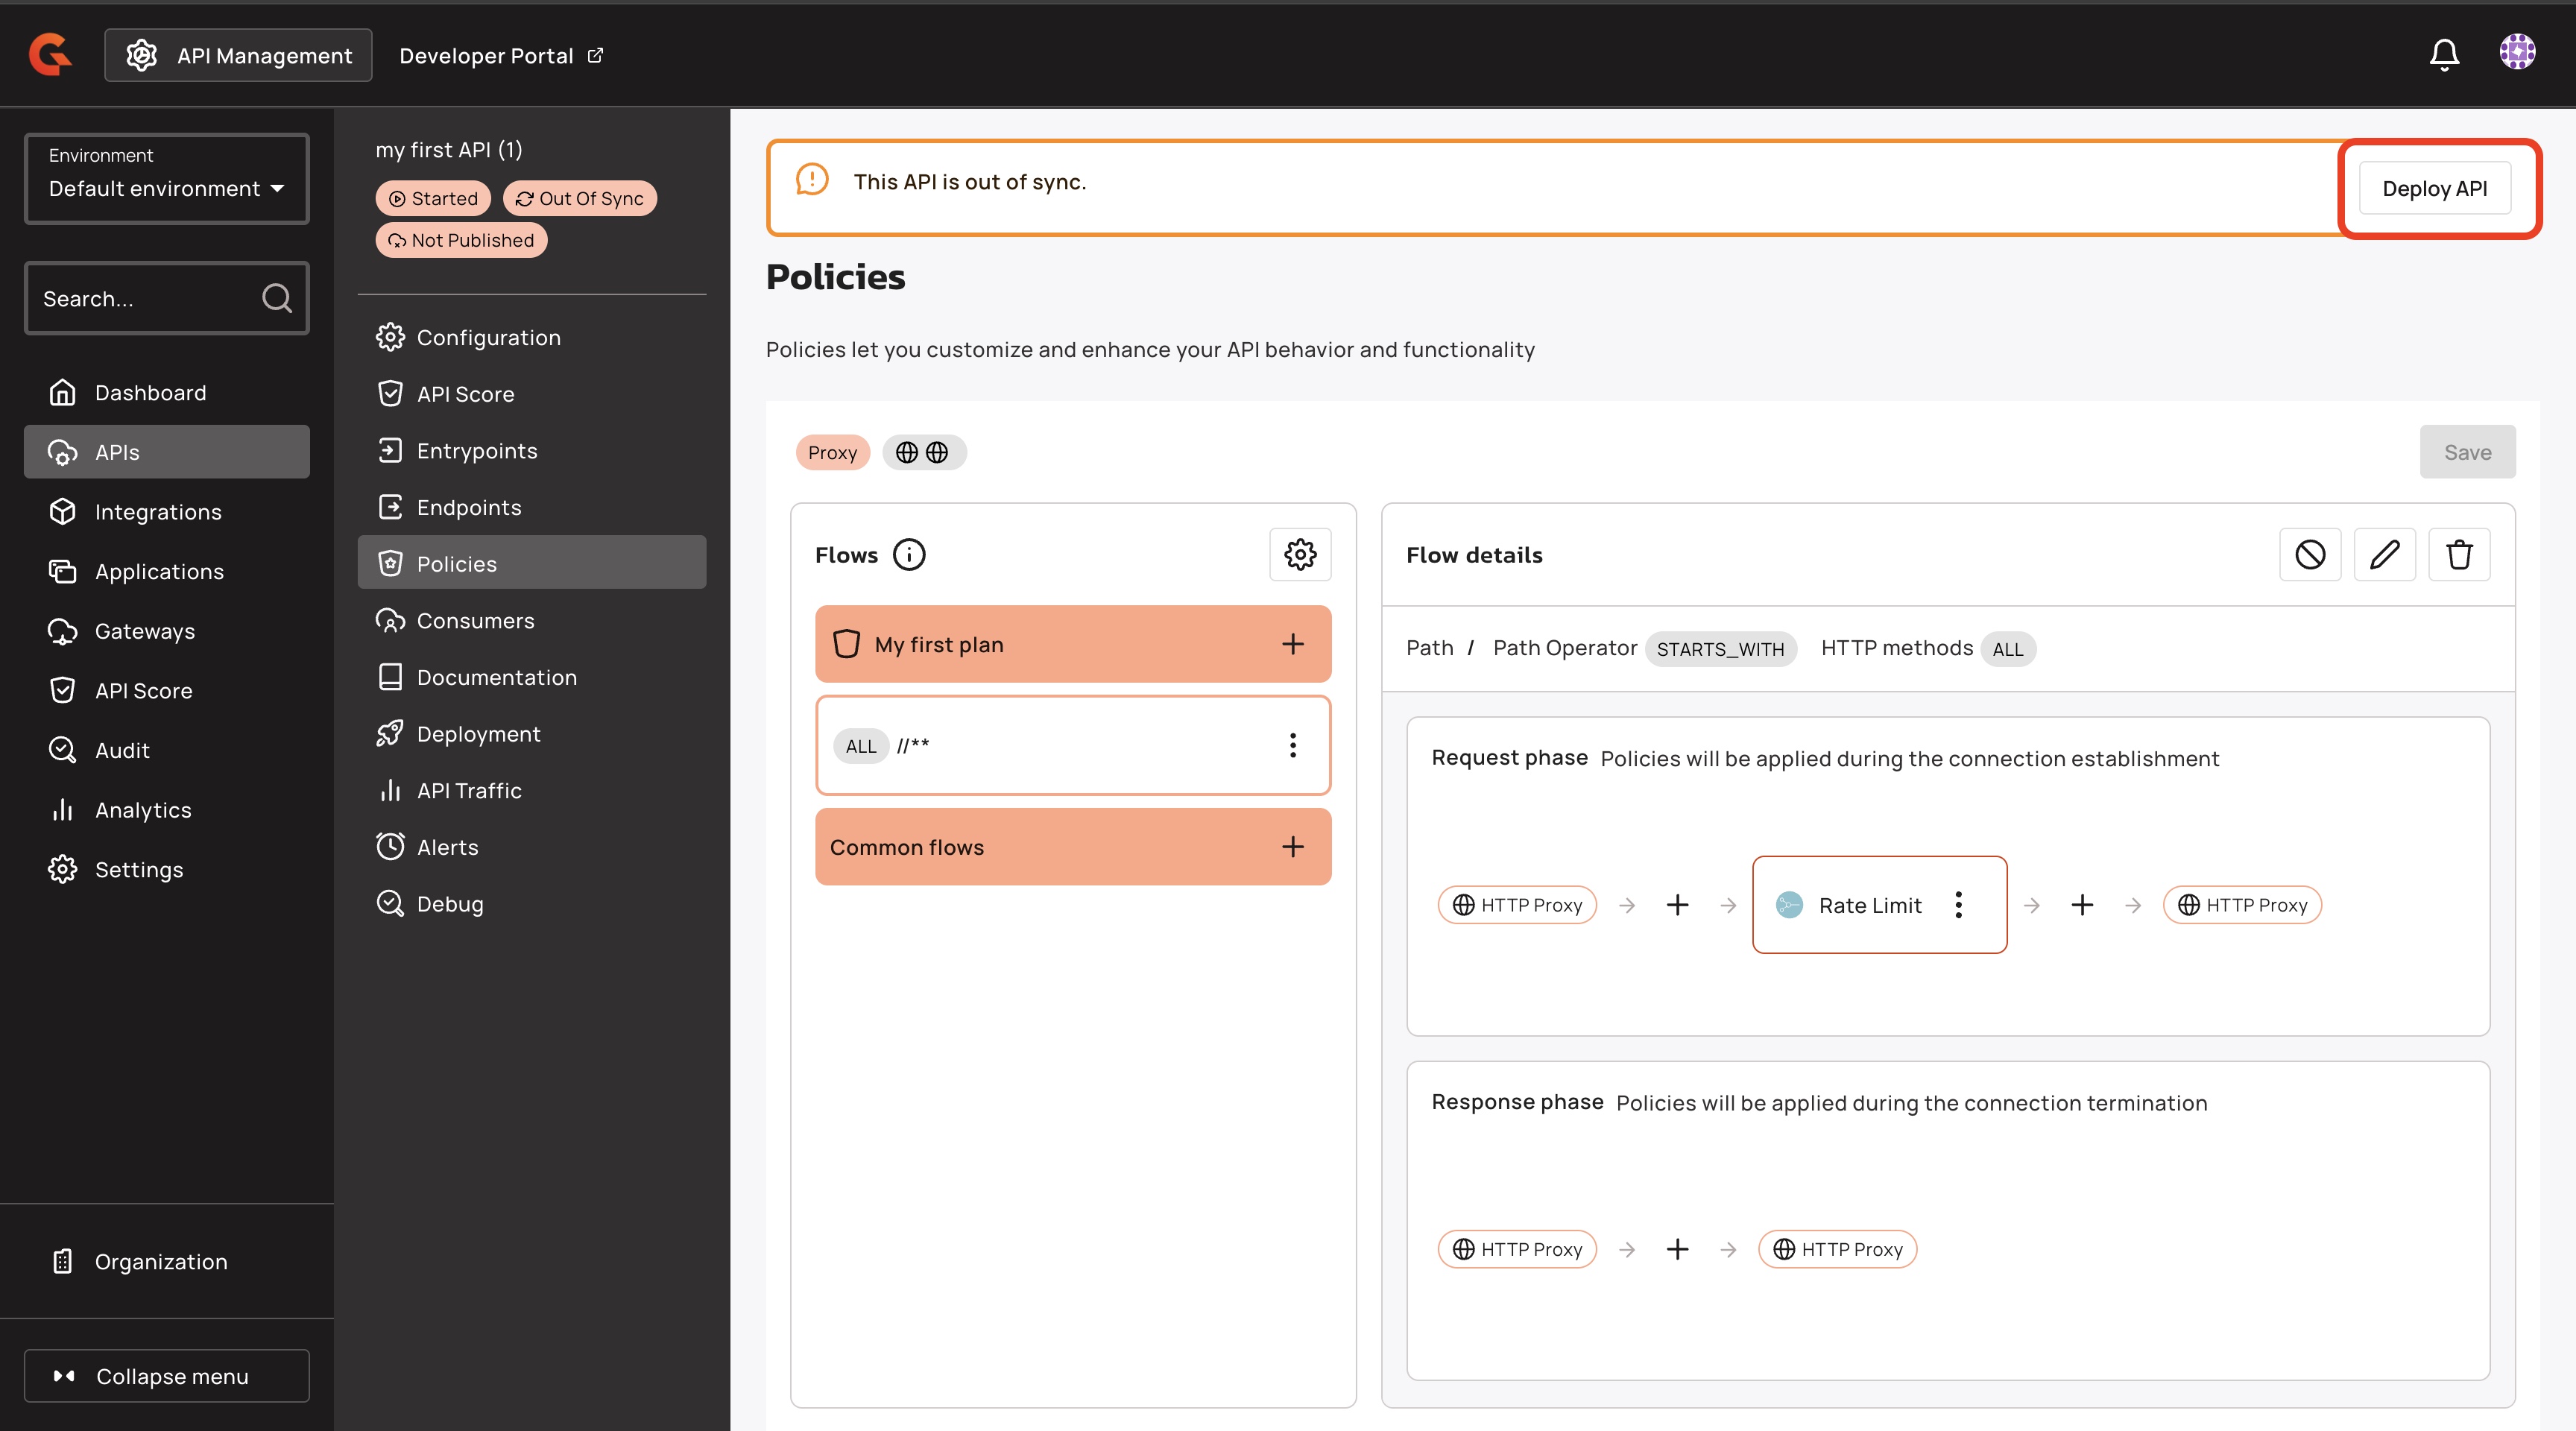 API Management
Developer Portal
Environment
Default environment
Search...
Dashboard
APIs
Integrations
Applications
Gateways
API Score
Audit
Analytics
Settings
Organization
Collapse menu
my first API (1)
Started
Out Of Sync
Not Published
Configuration
API Score
Entrypoints
Endpoints
Policies
Consumers
Documentation
Deployment
API Traffic
Alerts
Debug
This API is out of sync.
Deploy API
Policies
Policies let you customize and enhance your API behavior and functionality
Proxy
Save
Flows
My first plan
ALL //**
Common flows
Flow details
Path / Path Operator STARTS_WITH HTTP methods ALL
Request phase Policies will be applied during the connection establishment
HTTP Proxy Rate Limit HTTP Proxy
Response phase Policies will be applied during the connection termination
HTTP Proxy HTTP Proxy